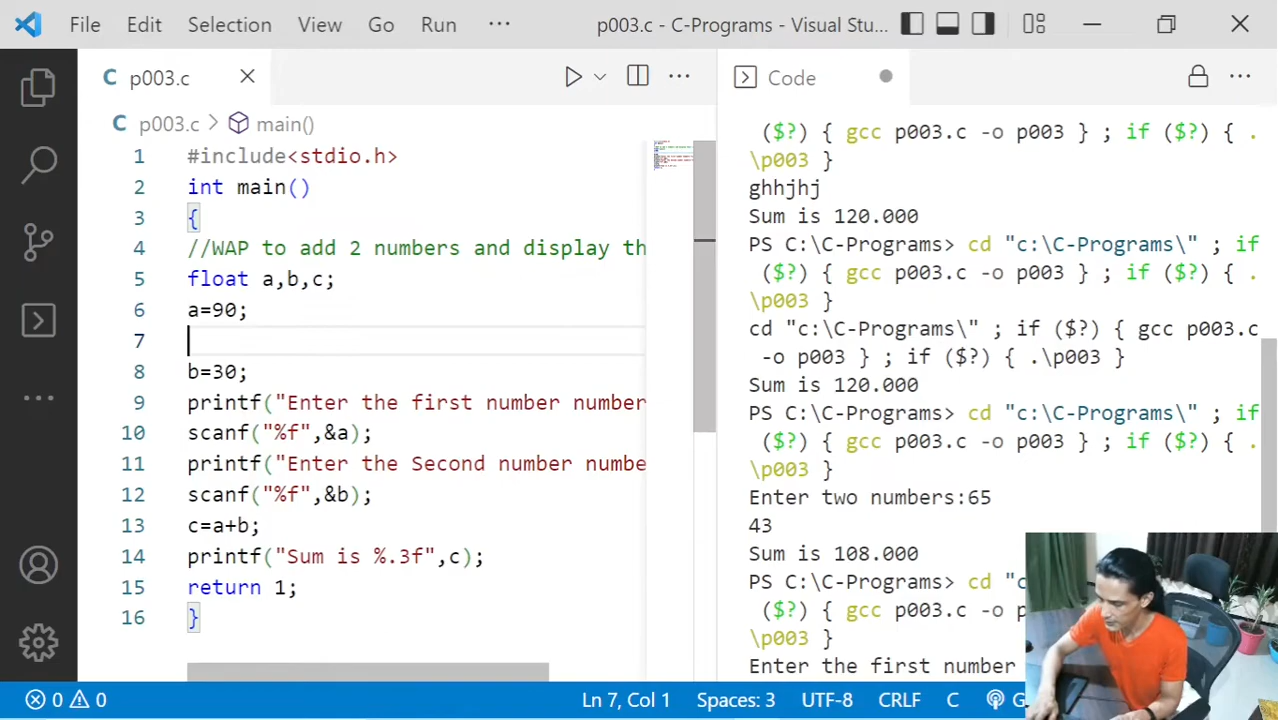 File Edit Selection View Go Run ··· p003.c - C-Programs - Visual Stu...
C p003.c
Code
C p003.c > main()
1 #include<stdio.h>
2 int main()
3 {
4 //WAP to add 2 numbers and display th
5 float a,b,c;
6 a=90;
7
8 b=30;
9 printf("Enter the first number number
10 scanf("%f",&a);
11 printf("Enter the Second number numbe
12 scanf("%f",&b);
13 c=a+b;
14 printf("Sum is %.3f",c);
15 return 1;
16 }
($?) { gcc p003.c -o p003 } ; if ($?) { .
\p003 }
ghhjhj
Sum is 120.000
PS C:\C-Programs> cd "c:\C-Programs\" ; if
($?) { gcc p003.c -o p003 } ; if ($?) { .
\p003 }
cd "c:\C-Programs\" ; if ($?) { gcc p003.c
-o p003 } ; if ($?) { .\p003 }
Sum is 120.000
PS C:\C-Programs> cd "c:\C-Programs\" ; if
($?) { gcc p003.c -o p003 } ; if ($?) { .
\p003 }
Enter two numbers:65
43
Sum is 108.000
PS C:\C-Programs> cd "c
($?) { gcc p003.c -o p
\p003 }
Enter the first number
0 0 Ln 7, Col 1 Spaces: 3 UTF-8 CRLF C G